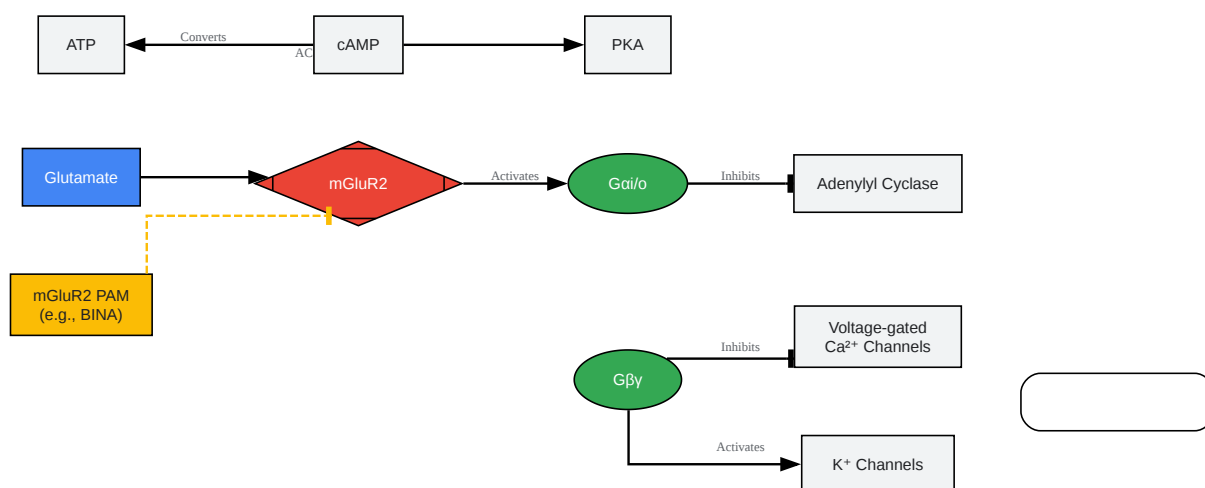 ATP
Converts
AC
cAMP
PKA
Glutamate
mGluR2
Activates
Gαi/o
Inhibits
Adenylyl Cyclase
mGluR2 PAM
(e.g., BINA)
Voltage-gated
Ca²⁺ Channels
Inhibits
Gβγ
Activates
K⁺ Channels